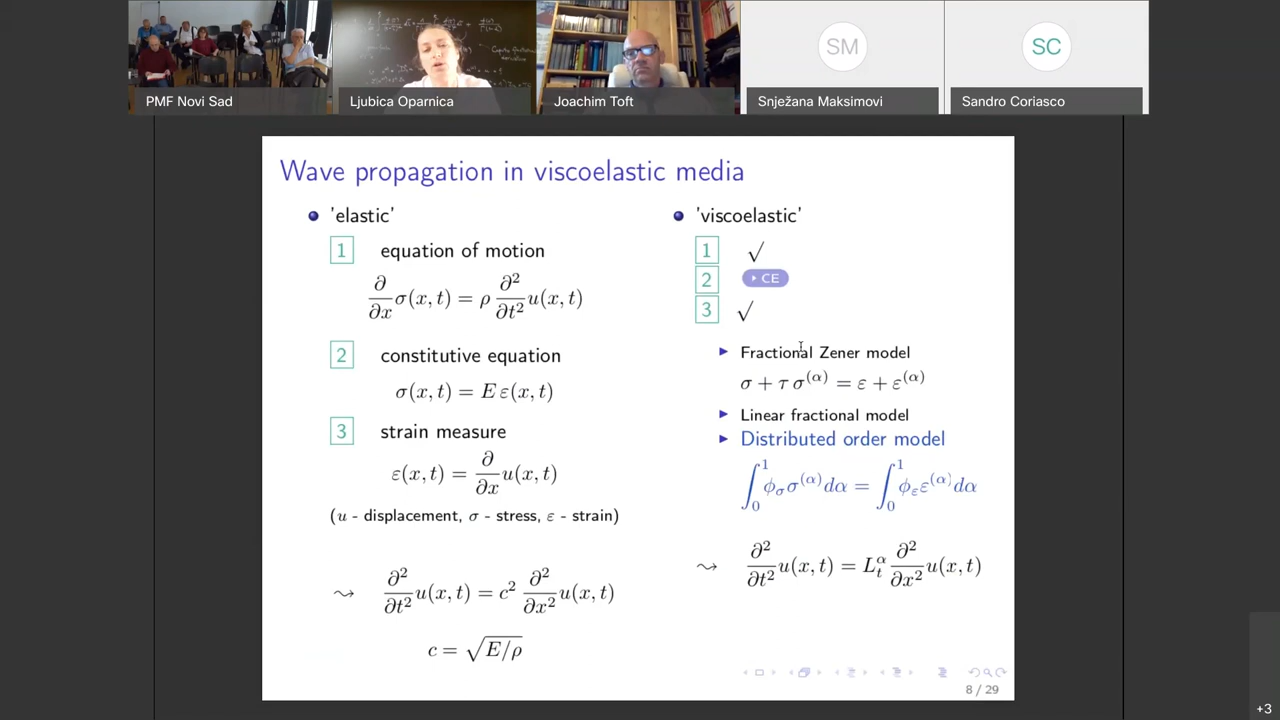 PMF Novi Sad
Ljubica Oparnica
Joachim Toft
SM
Snježana Maksimovi
SC
Sandro Coriasco
Wave propagation in viscoelastic media
'elastic'
1 equation of motion
∂/∂x σ(x, t) = ρ ∂²/∂t² u(x, t)
2 constitutive equation
σ(x, t) = E ε(x, t)
3 strain measure
ε(x, t) = ∂/∂x u(x, t)
(u - displacement, σ - stress, ε - strain)
⇝ ∂²/∂t² u(x, t) = c² ∂²/∂x² u(x, t)
c = √E/ρ
'viscoelastic'
1 √
2 CE
3 √
Fractional Zener model
σ + τ σ^(α) = ε + ε^(α)
Linear fractional model
Distributed order model
∫₀¹ φ_σ σ^(α) dα = ∫₀¹ φ_ε ε^(α) dα
⇝ ∂²/∂t² u(x, t) = L_t^α ∂²/∂x² u(x, t)
8 / 29
+3